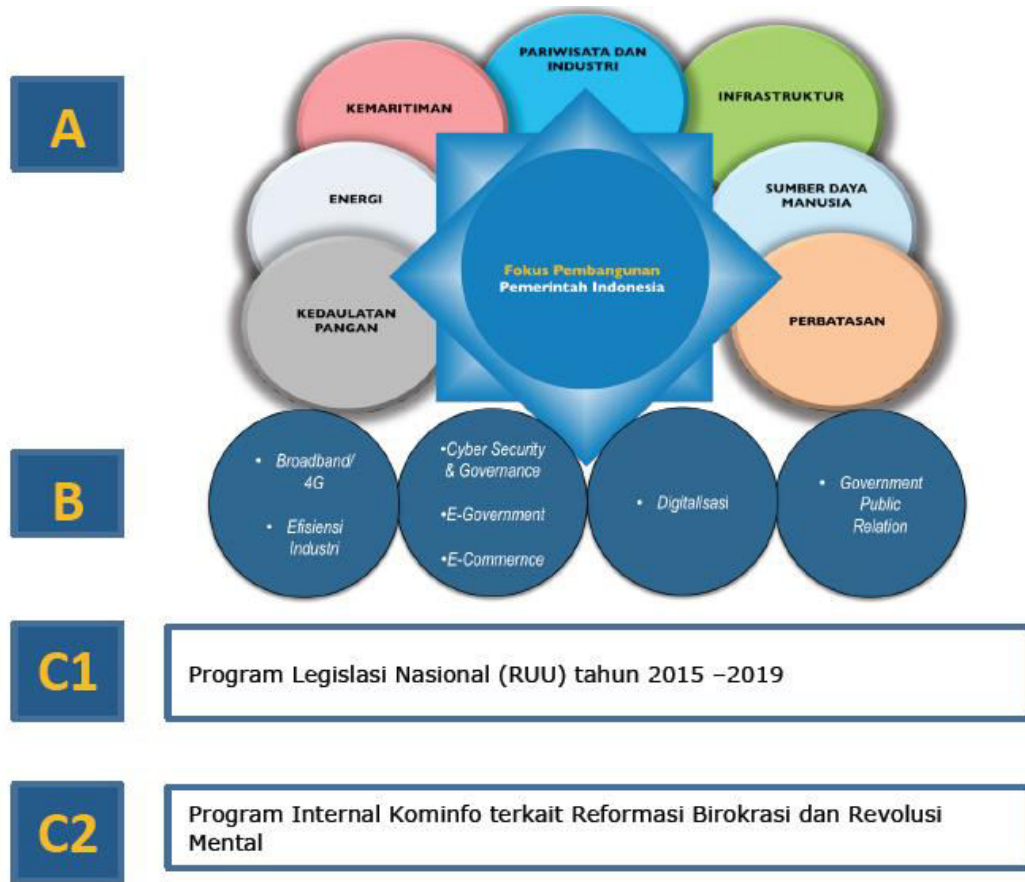 A
PARIWISATA DAN
INDUSTRI
KEMARITIMAN
INFRASTRUKTUR
ENERGI
SUMBER DAYA
MANUSIA
Fokus Pembangunan
Pemerintah Indonesia
KEDAULATAN
PANGAN
PERBATASAN
B
• Broadband/
4G
• Efisiensi
Industri
•Cyber Security
& Governance
•E-Government
•E-Commernce
• Digitalisasi
• Government
Public
Relation
C1
Program Legislasi Nasional (RUU) tahun 2015 –2019
C2
Program Internal Kominfo terkait Reformasi Birokrasi dan Revolusi
Mental